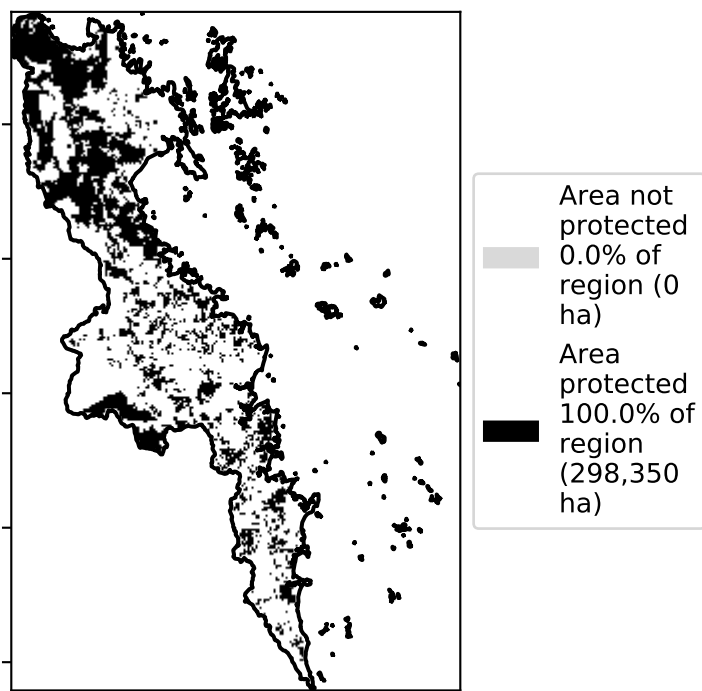 Area not
protected
0.0% of
region (0
ha)
Area
protected
100.0% of
region
(298,350
ha)